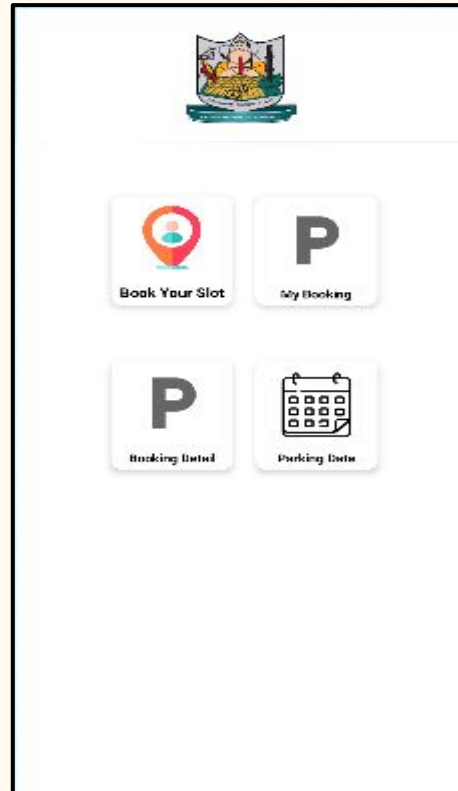 Book Your Slot
My Booking
P
P
Booking Detail
Parking Date